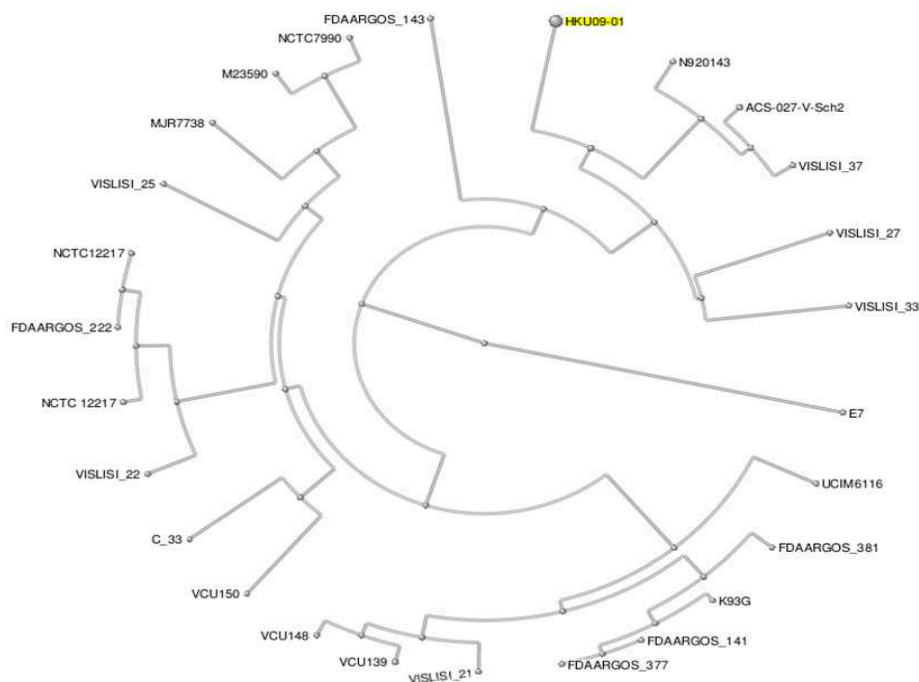 FDAARGOS_143
HKU09-01
NCTC7990
N920143
M23590
ACS-027-V-Sch2
MJR7738
VISLISI_37
VISLISI_25
VISLISI_27
NCTC12217
VISLISI_33
FDAARGOS_222
NCTC 12217
E7
VISLISI_22
UCIM6116
C_33
FDAARGOS_381
VCU150
K93G
VCU148
FDAARGOS_141
VCU139
FDAARGOS_377
VISLISI_21